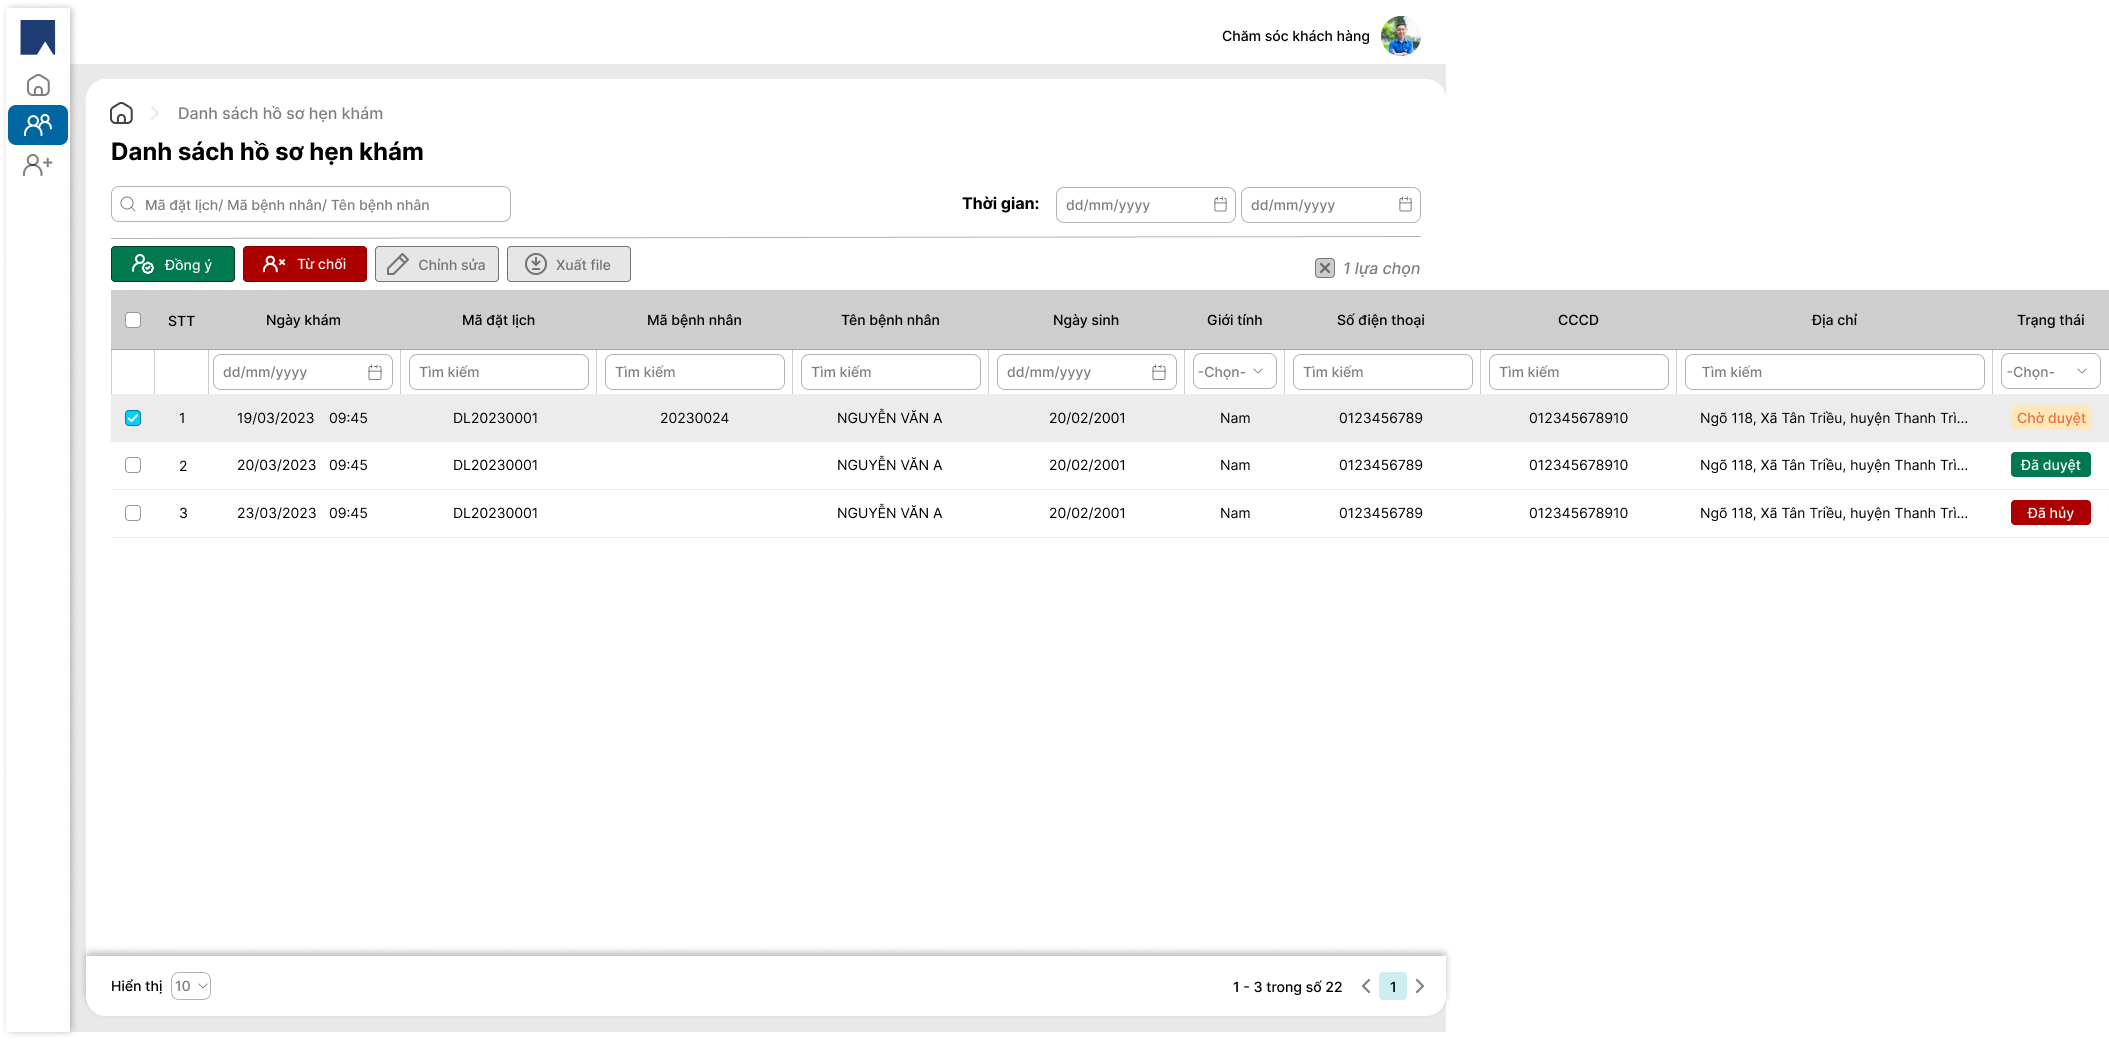 Chăm sóc khách hàng
Danh sách hồ sơ hẹn khám
Danh sách hồ sơ hẹn khám
Mã đặt lịch/ Mã bệnh nhân/ Tên bệnh nhân
Thời gian: dd/mm/yyyy dd/mm/yyyy
Đồng ý Từ chối Chỉnh sửa Xuất file 1 lựa chọn
STT Ngày khám Mã đặt lịch Mã bệnh nhân Tên bệnh nhân Ngày sinh Giới tính Số điện thoại CCCD Địa chỉ Trạng thái
dd/mm/yyyy Tìm kiếm Tìm kiếm Tìm kiếm dd/mm/yyyy -Chọn- Tìm kiếm Tìm kiếm Tìm kiếm -Chọn-
1 19/03/2023 09:45 DL20230001 20230024 NGUYỄN VĂN A 20/02/2001 Nam 0123456789 012345678910 Ngõ 118, Xã Tân Triều, huyện Thanh Trì... Chờ duyệt
2 20/03/2023 09:45 DL20230001 NGUYỄN VĂN A 20/02/2001 Nam 0123456789 012345678910 Ngõ 118, Xã Tân Triều, huyện Thanh Trì... Đã duyệt
3 23/03/2023 09:45 DL20230001 NGUYỄN VĂN A 20/02/2001 Nam 0123456789 012345678910 Ngõ 118, Xã Tân Triều, huyện Thanh Trì... Đã hủy
Hiển thị 10 1 - 3 trong số 22 1